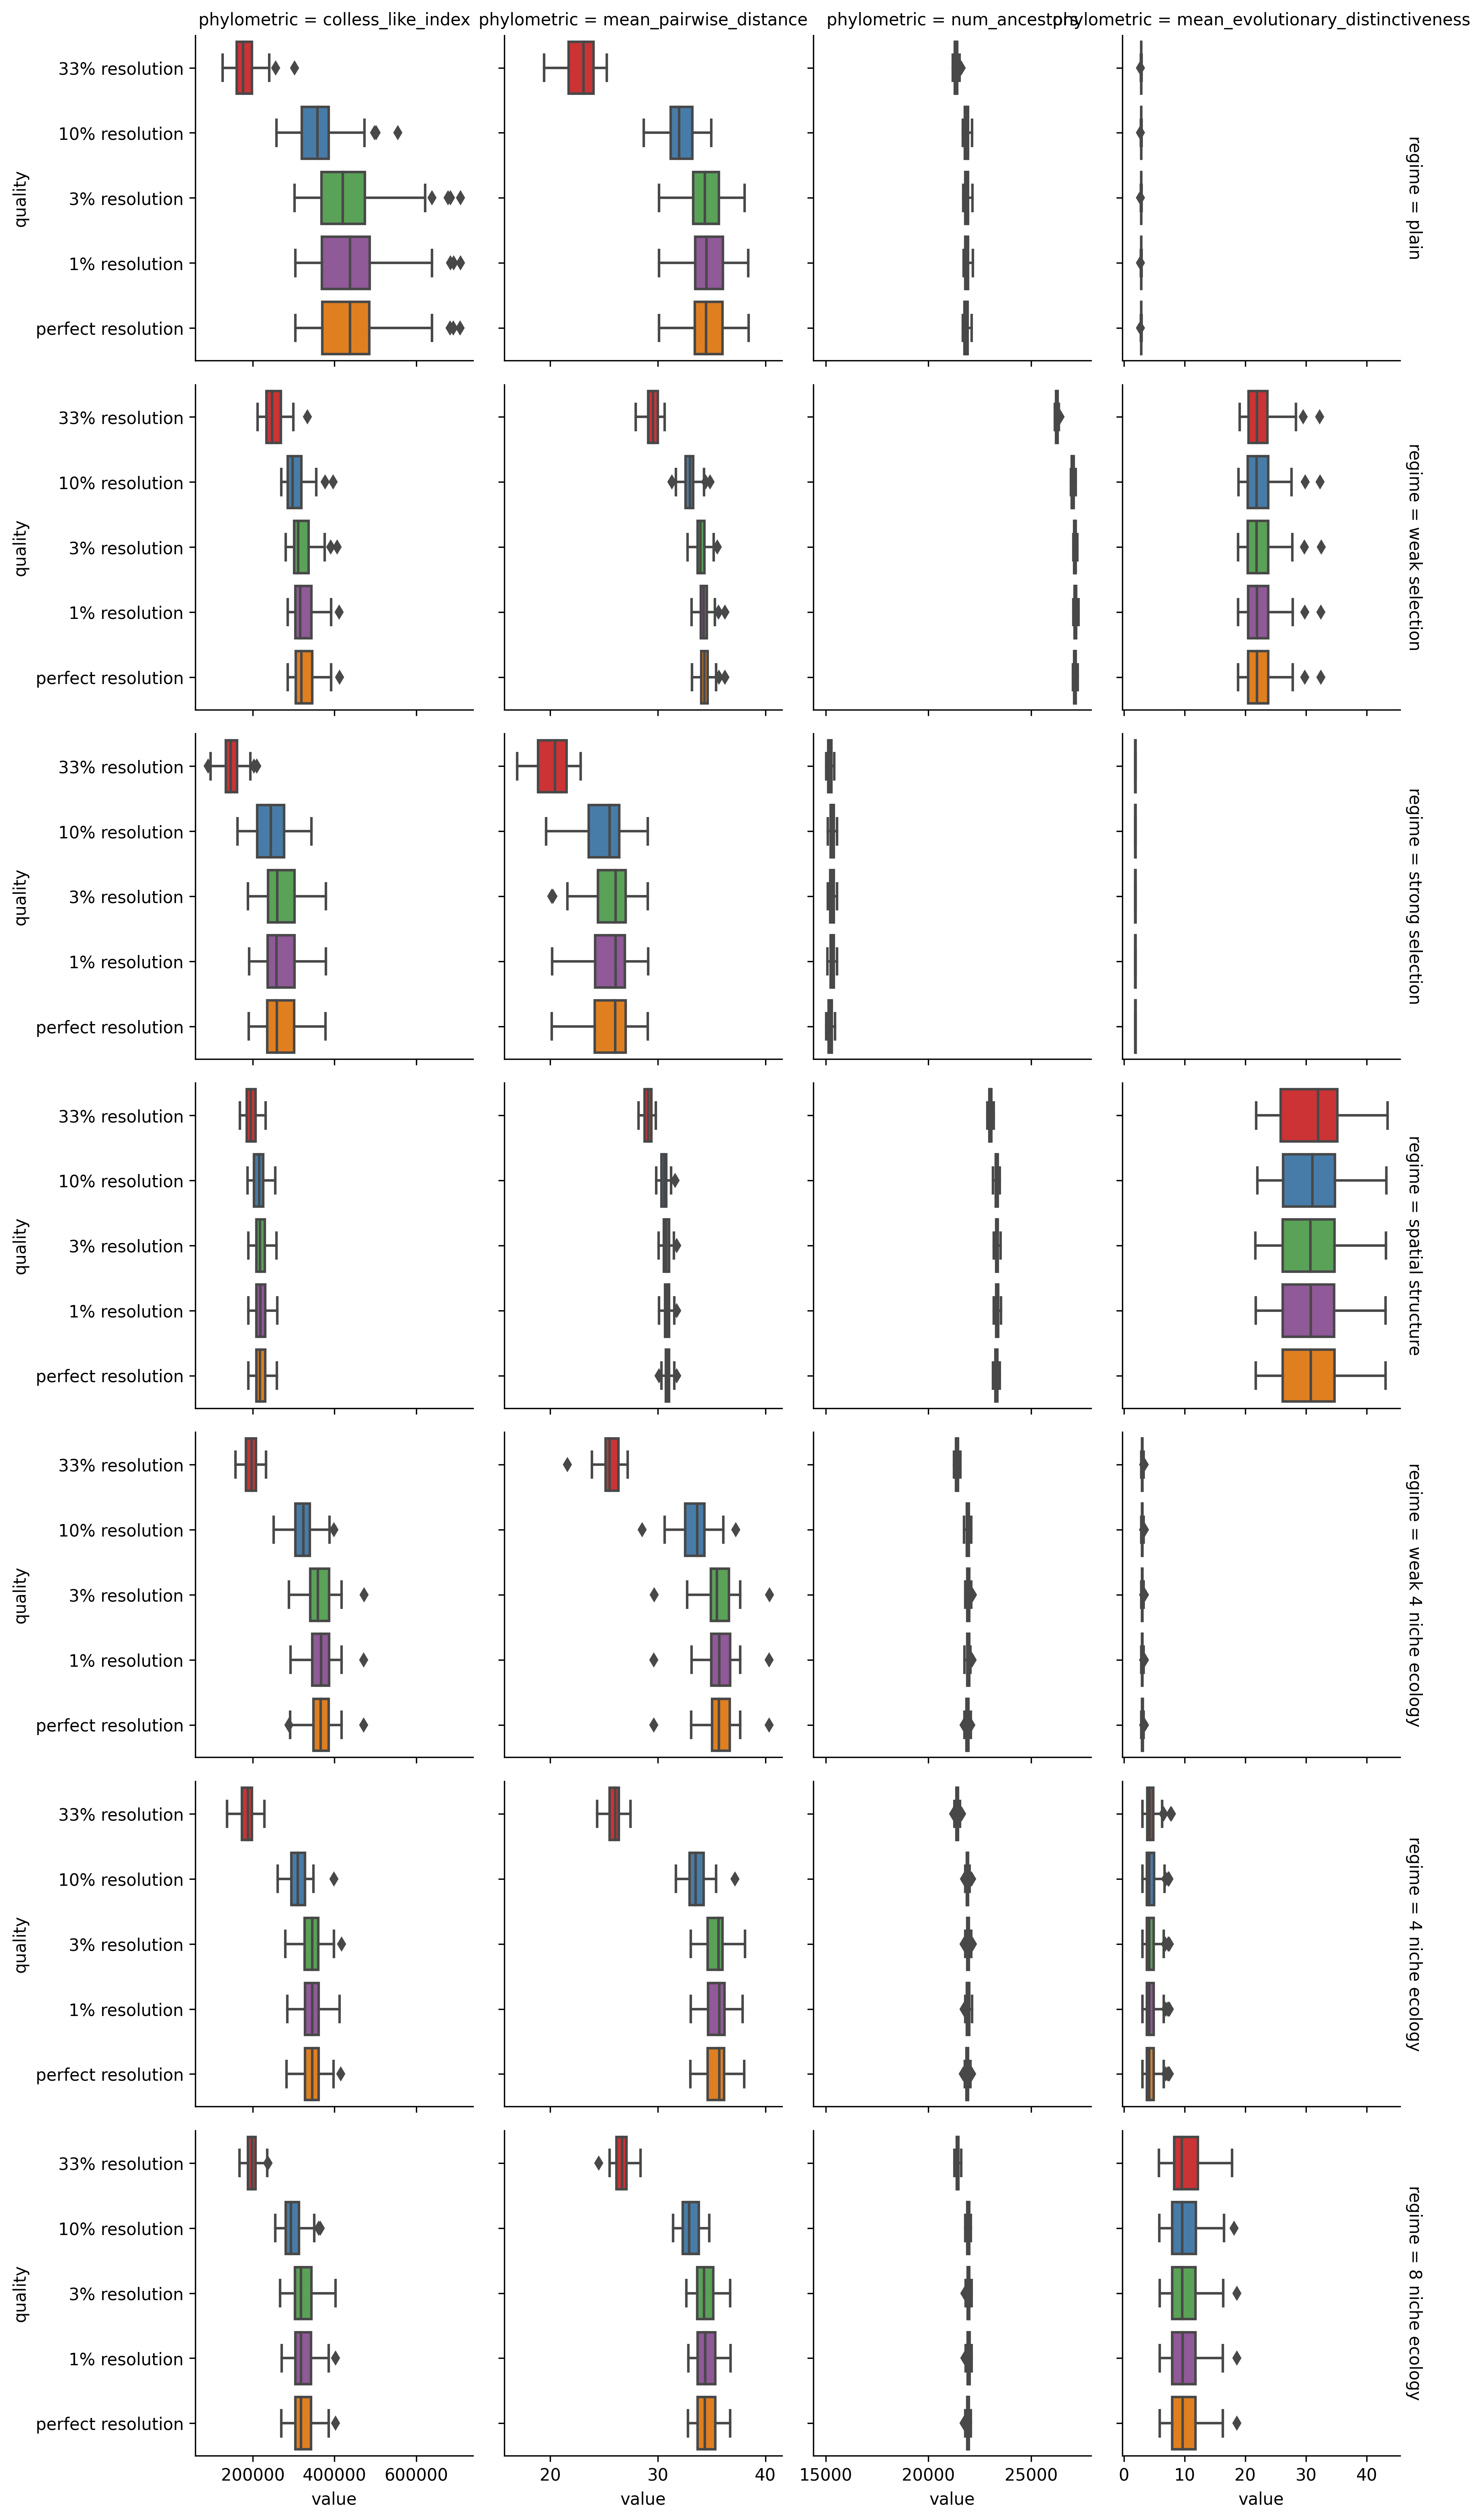 phylometric = colless_like_index
phylometric = mean_pairwise_distance
phylometric = num_ancestors
phylometric = mean_evolutionary_distinctiveness
quality
33% resolution
10% resolution
3% resolution
1% resolution
perfect resolution
regime = plain
quality
33% resolution
10% resolution
3% resolution
1% resolution
perfect resolution
regime = weak selection
quality
33% resolution
10% resolution
3% resolution
1% resolution
perfect resolution
regime = strong selection
quality
33% resolution
10% resolution
3% resolution
1% resolution
perfect resolution
regime = spatial structure
quality
33% resolution
10% resolution
3% resolution
1% resolution
perfect resolution
regime = weak 4 niche ecology
quality
33% resolution
10% resolution
3% resolution
1% resolution
perfect resolution
regime = 4 niche ecology
quality
33% resolution
10% resolution
3% resolution
1% resolution
perfect resolution
regime = 8 niche ecology
200000 400000 600000
20 30 40
15000 20000 25000
0 10 20 30 40
value
value
value
value